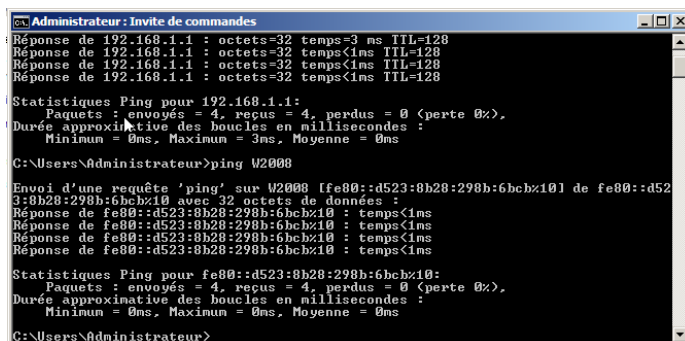 Administrateur : Invite de commandes
Réponse de 192.168.1.1 : octets=32 temps=3 ms TTL=128
Réponse de 192.168.1.1 : octets=32 temps<1ms TTL=128
Réponse de 192.168.1.1 : octets=32 temps<1ms TTL=128
Réponse de 192.168.1.1 : octets=32 temps<1ms TTL=128
Statistiques Ping pour 192.168.1.1:
Paquets : envoyés = 4, reçus = 4, perdus = 0 (perte 0%),
Durée approximative des boucles en millisecondes :
Minimum = 0ms, Maximum = 3ms, Moyenne = 0ms
C:\Users\Administrateur>ping W2008
Envoi d'une requête 'ping' sur W2008 [fe80::d523:8b28:298b:6bcb%10] de fe80::d52
3:8b28:298b:6bcb%10 avec 32 octets de données :
Réponse de fe80::d523:8b28:298b:6bcb%10 : temps<1ms
Réponse de fe80::d523:8b28:298b:6bcb%10 : temps<1ms
Réponse de fe80::d523:8b28:298b:6bcb%10 : temps<1ms
Réponse de fe80::d523:8b28:298b:6bcb%10 : temps<1ms
Statistiques Ping pour fe80::d523:8b28:298b:6bcb%10:
Paquets : envoyés = 4, reçus = 4, perdus = 0 (perte 0%),
Durée approximative des boucles en millisecondes :
Minimum = 0ms, Maximum = 0ms, Moyenne = 0ms
C:\Users\Administrateur>